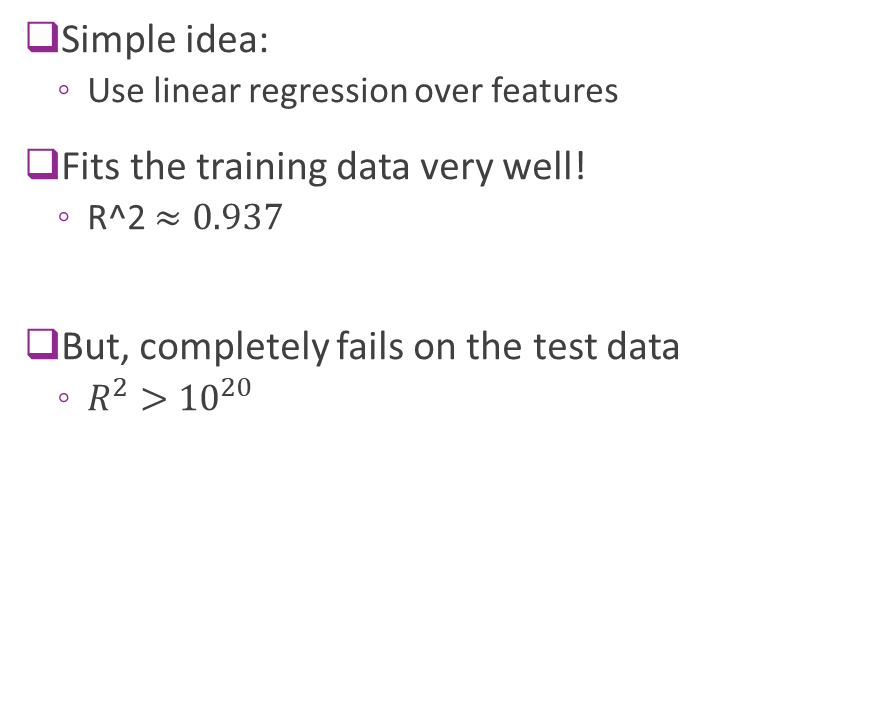 ❑Simple idea:
◦ Use linear regression over features
❑Fits the training data very well!
◦ R^2 ≈ 0.937
❑But, completely fails on the test data
◦ R² > 10²⁰